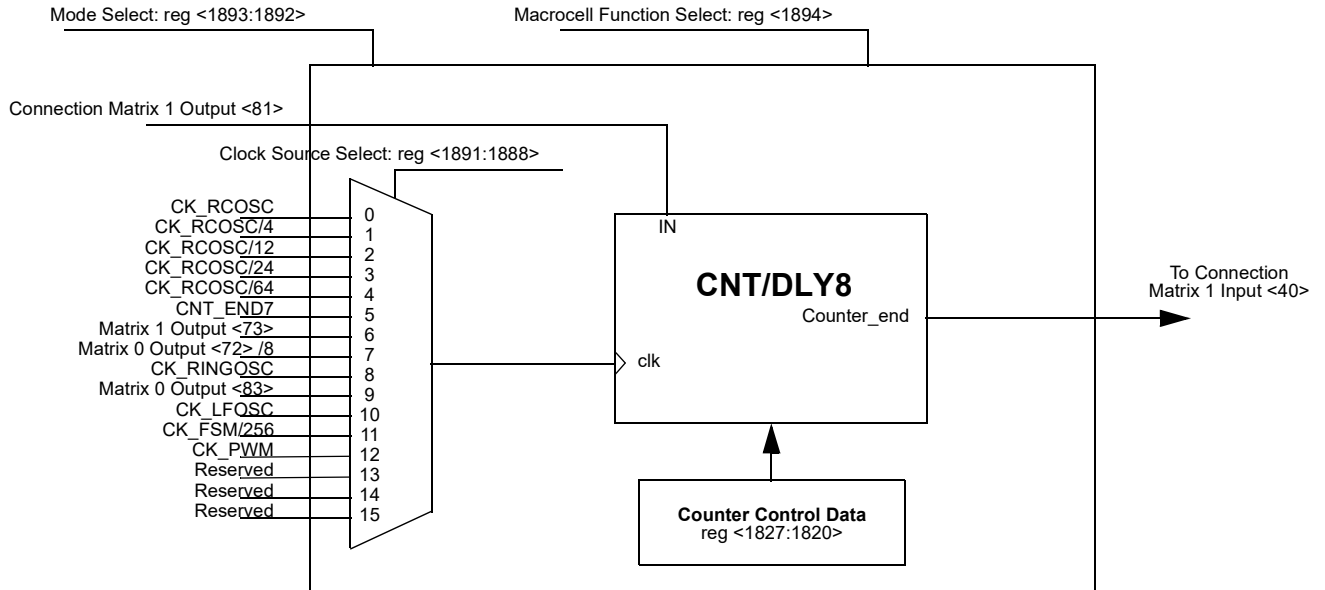 Mode Select: reg <1893:1892>
Macrocell Function Select: reg <1894>
Connection Matrix 1 Output <81>
Clock Source Select: reg <1891:1888>
CK_RCOSC 0
CK_RCOSC/4 1
CK_RCOSC/12 2
CK_RCOSC/24 3
CK_RCOSC/64 4
CNT_END7 5
Matrix 1 Output <73> 6
Matrix 0 Output <72> /8 7
CK_RINGOSC 8
Matrix 0 Output <83> 9
CK_LFOSC 10
CK_FSM/256 11
CK_PWM 12
Reserved 13
Reserved 14
Reserved 15
IN
CNT/DLY8
Counter_end
clk
To Connection
Matrix 1 Input <40>
Counter Control Data
reg <1827:1820>